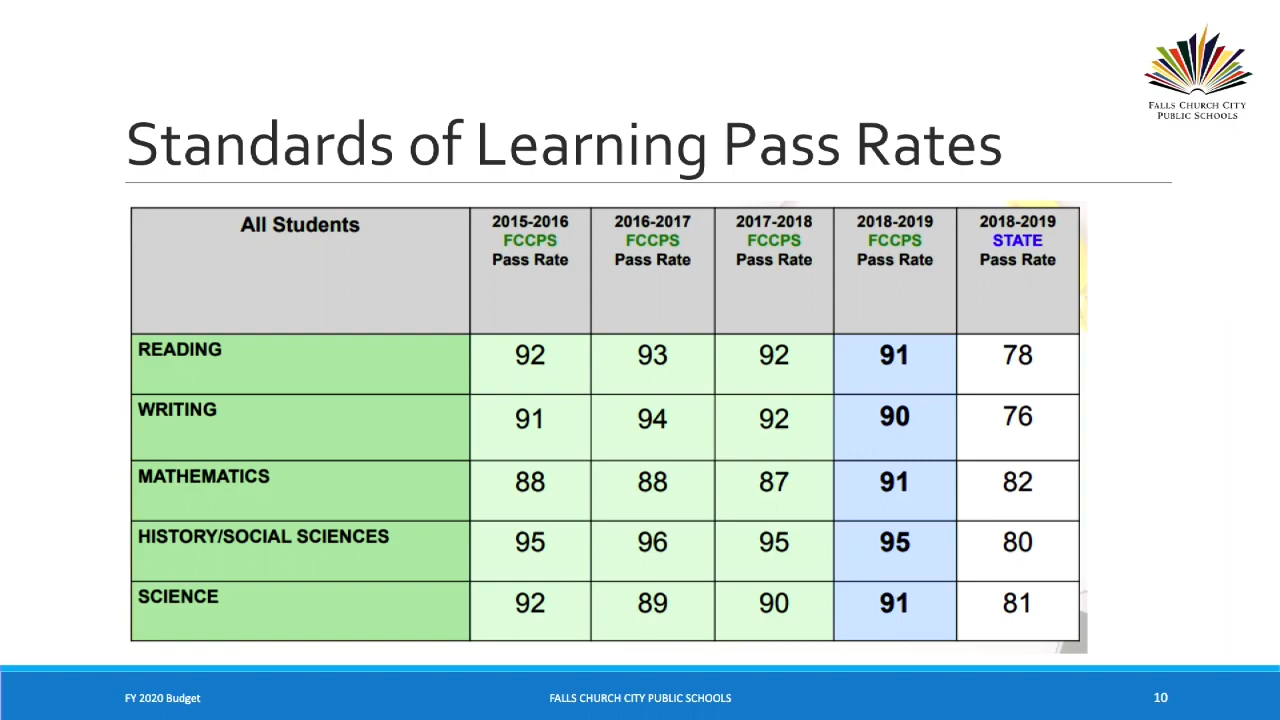 FALLS CHURCH CITY
PUBLIC SCHOOLS
Standards of Learning Pass Rates
All Students 2015-2016 FCCPS Pass Rate 2016-2017 FCCPS Pass Rate 2017-2018 FCCPS Pass Rate 2018-2019 FCCPS Pass Rate 2018-2019 STATE Pass Rate
READING 92 93 92 91 78
WRITING 91 94 92 90 76
MATHEMATICS 88 88 87 91 82
HISTORY/SOCIAL SCIENCES 95 96 95 95 80
SCIENCE 92 89 90 91 81
FY 2020 Budget FALLS CHURCH CITY PUBLIC SCHOOLS 10